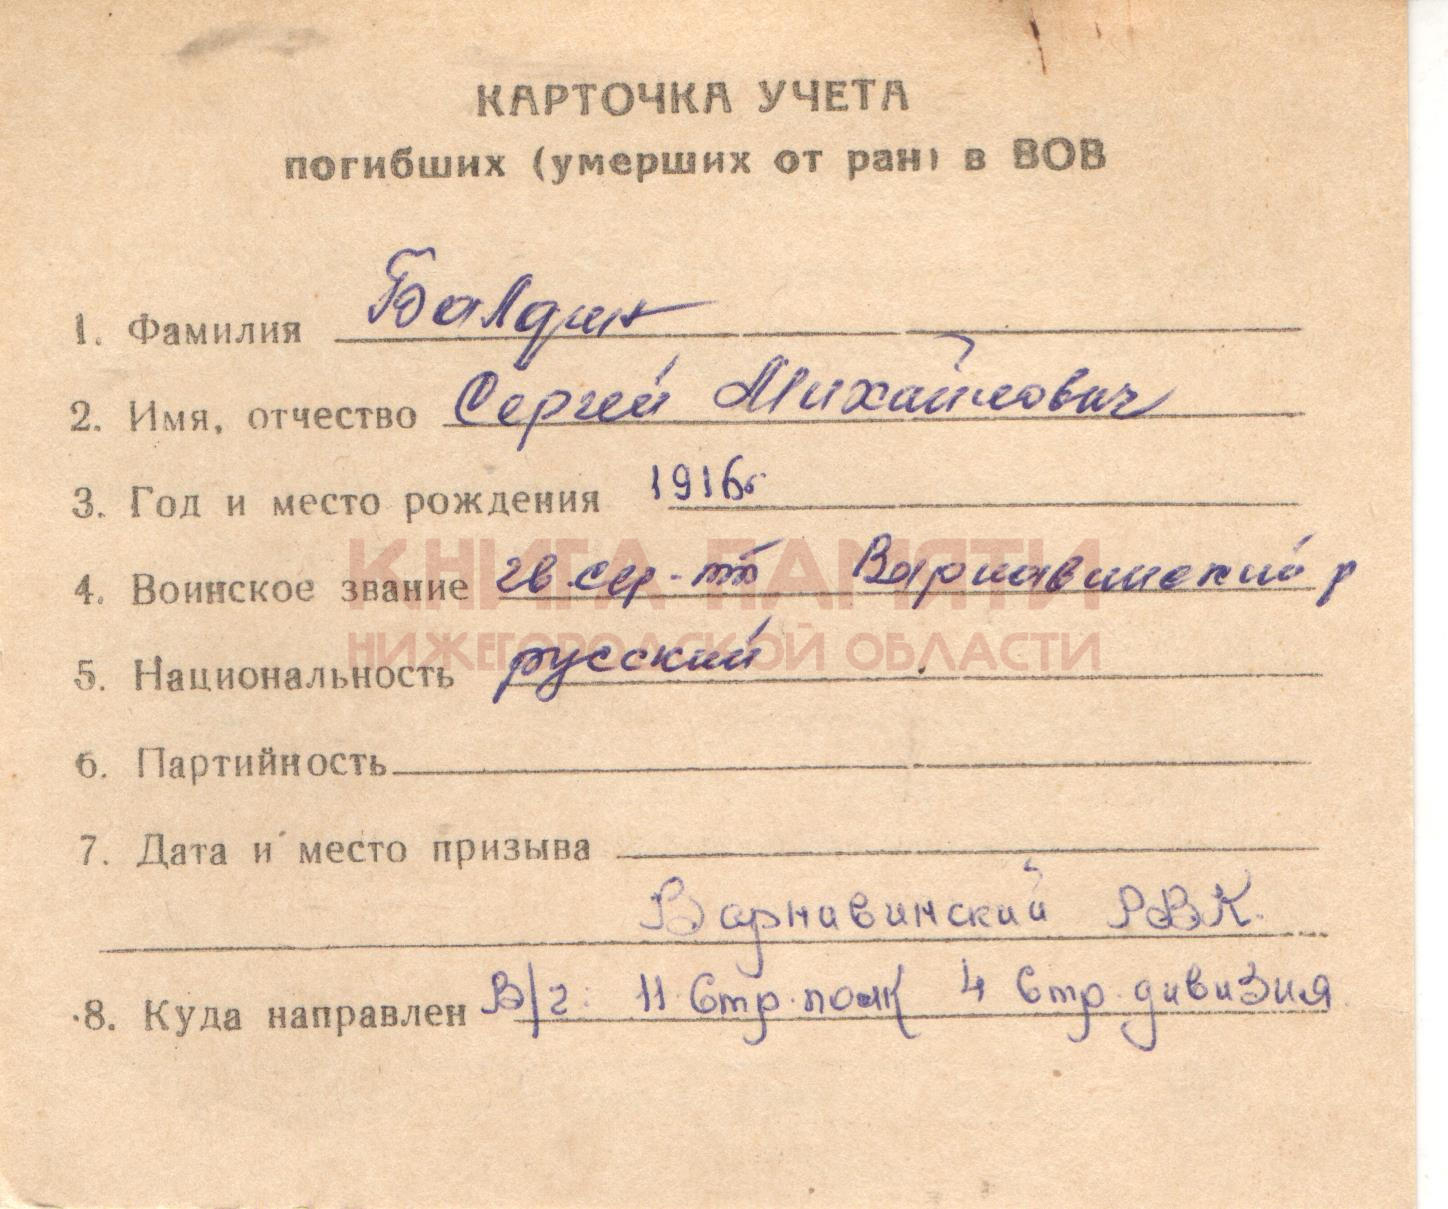 КАРТОЧКА УЧЕТА
погибших (умерших от ран) в ВОВ
1. Фамилия Балдин
2. Имя, отчество Сергей Михайлович
3. Год и место рождения 1916г
4. Воинское звание гв. сер-нт Варнавинский р
КНИГА ПАМЯТИ
НИЖЕГОРОДСКОЙ ОБЛАСТИ
5. Национальность русский
6. Партийность
7. Дата и место призыва
Варнавинский РВК.
8. Куда направлен В/г: 11 Стр. полк 4 Стр. дивизия